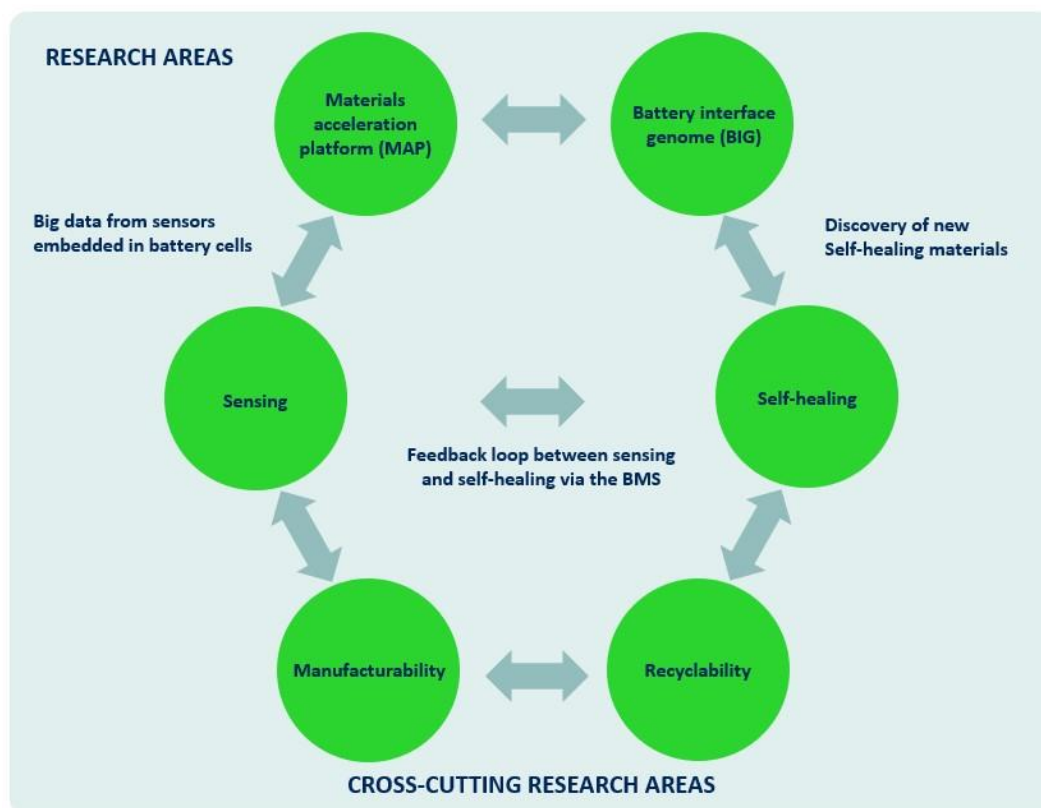 RESEARCH AREAS
Materials
acceleration
platform (MAP)
Battery interface
genome (BIG)
Big data from sensors
embedded in battery cells
Discovery of new
Self-healing materials
Sensing
Self-healing
Feedback loop between sensing
and self-healing via the BMS
Manufacturability
Recyclability
CROSS-CUTTING RESEARCH AREAS